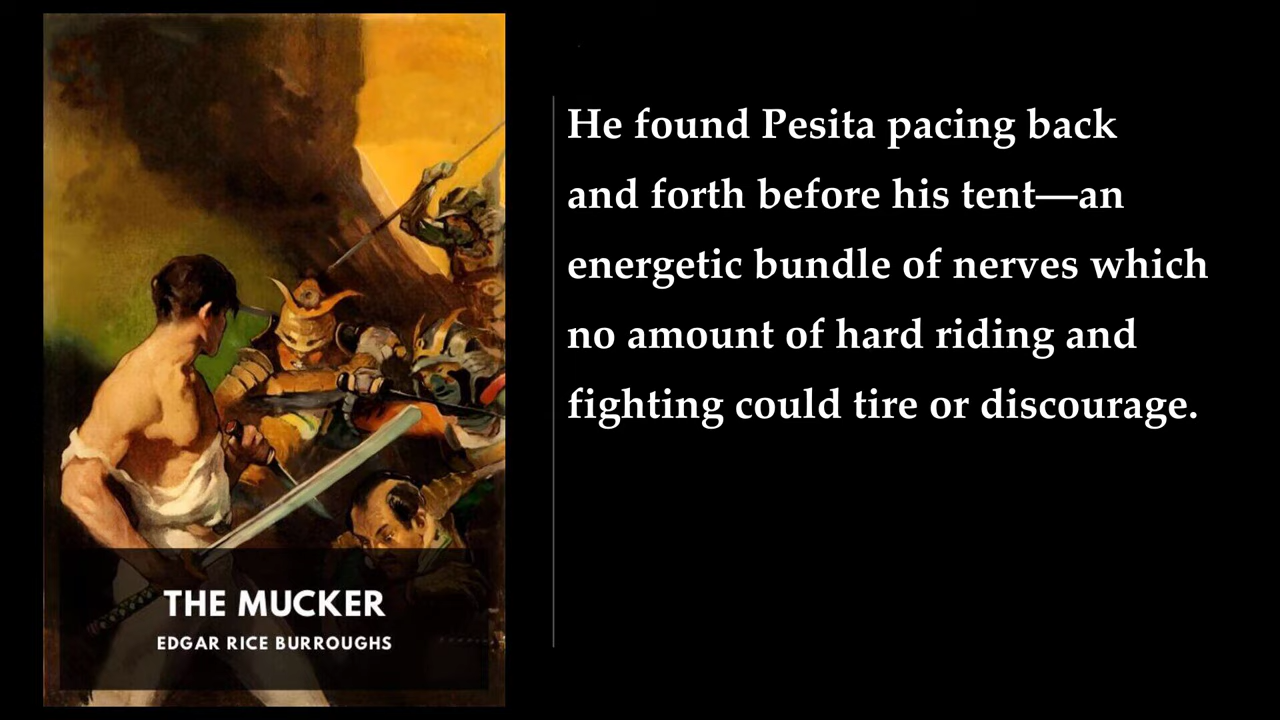 He found Pesita pacing back
and forth before his tent—an
energetic bundle of nerves which
no amount of hard riding and
fighting could tire or discourage.
THE MUCKER
EDGAR RICE BURROUGHS